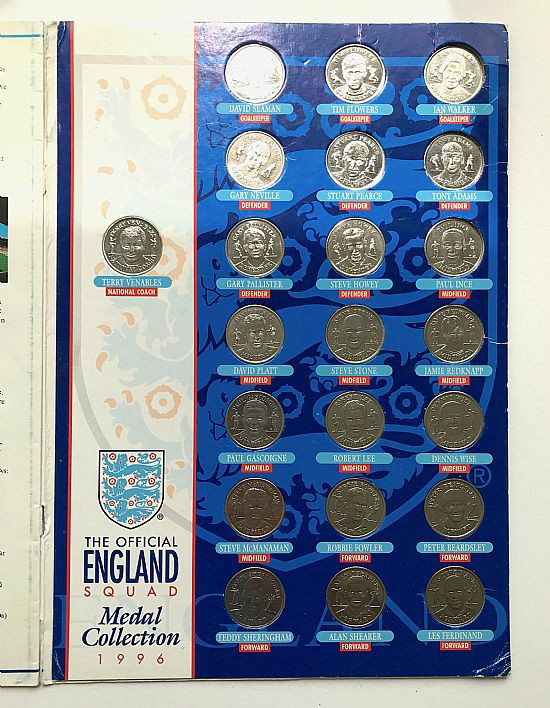 DAVID SEAMAN
GOALKEEPER
TIM FLOWERS
GOALKEEPER
IAN WALKER
GOALKEEPER
GARY NEVILLE
DEFENDER
STUART PEARCE
DEFENDER
TONY ADAMS
DEFENDER
TERRY VENABLES
NATIONAL COACH
GARY PALLISTER
DEFENDER
STEVE HOWEY
DEFENDER
PAUL INCE
MIDFIELD
DAVID PLATT
MIDFIELD
STEVE STONE
MIDFIELD
JAMIE REDKNAPP
MIDFIELD
PAUL GASCOIGNE
MIDFIELD
ROBERT LEE
MIDFIELD
DENNIS WISE
MIDFIELD
STEVE McMANAMAN
MIDFIELD
ROBBIE FOWLER
FORWARD
PETER BEARDSLEY
FORWARD
TEDDY SHERINGHAM
FORWARD
ALAN SHEARER
FORWARD
LES FERDINAND
FORWARD
®
THE OFFICIAL
ENGLAND
SQUAD
Medal
Collection
1996
ENGLAND
®